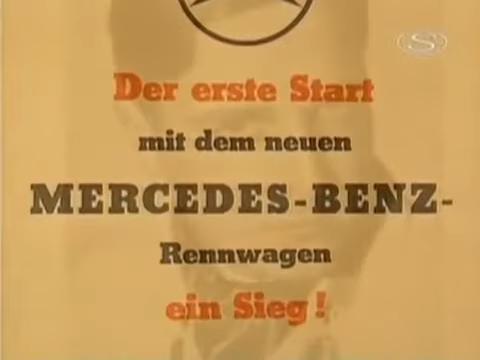 S
Der erste Start
mit dem neuen
MERCEDES-BENZ-
Rennwagen
ein Sieg!